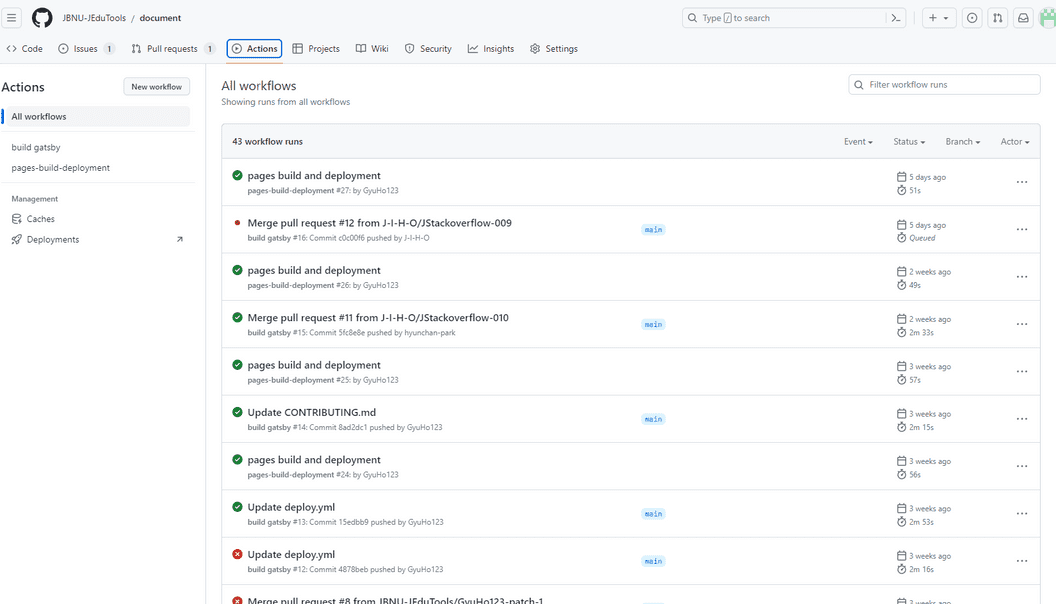 JBNU-JEduTools / document
Type / to search
Code Issues 1 Pull requests 1 Actions Projects Wiki Security Insights Settings
Actions
New workflow
All workflows
build gatsby
pages-build-deployment
Management
Caches
Deployments
All workflows
Showing runs from all workflows
Filter workflow runs
43 workflow runs
Event Status Branch Actor
pages build and deployment
pages-build-deployment #27: by GyuHo123
5 days ago
51s
Merge pull request #12 from J-I-H-O/JStackoverflow-009
build gatsby #16: Commit c0c00f6 pushed by J-I-H-O
main
5 days ago
Queued
pages build and deployment
pages-build-deployment #26: by GyuHo123
2 weeks ago
49s
Merge pull request #11 from J-I-H-O/JStackoverflow-010
build gatsby #15: Commit 5fc8e8e pushed by hyunchan-park
main
2 weeks ago
2m 33s
pages build and deployment
pages-build-deployment #25: by GyuHo123
3 weeks ago
57s
Update CONTRIBUTING.md
build gatsby #14: Commit 8ad2dc1 pushed by GyuHo123
main
3 weeks ago
2m 15s
pages build and deployment
pages-build-deployment #24: by GyuHo123
3 weeks ago
56s
Update deploy.yml
build gatsby #13: Commit 15edbb9 pushed by GyuHo123
main
3 weeks ago
2m 53s
Update deploy.yml
build gatsby #12: Commit 4878beb pushed by GyuHo123
main
3 weeks ago
2m 16s
Merge pull request #8 from JBNU-JEduTools/GyuHo123-patch-1
3 weeks ago